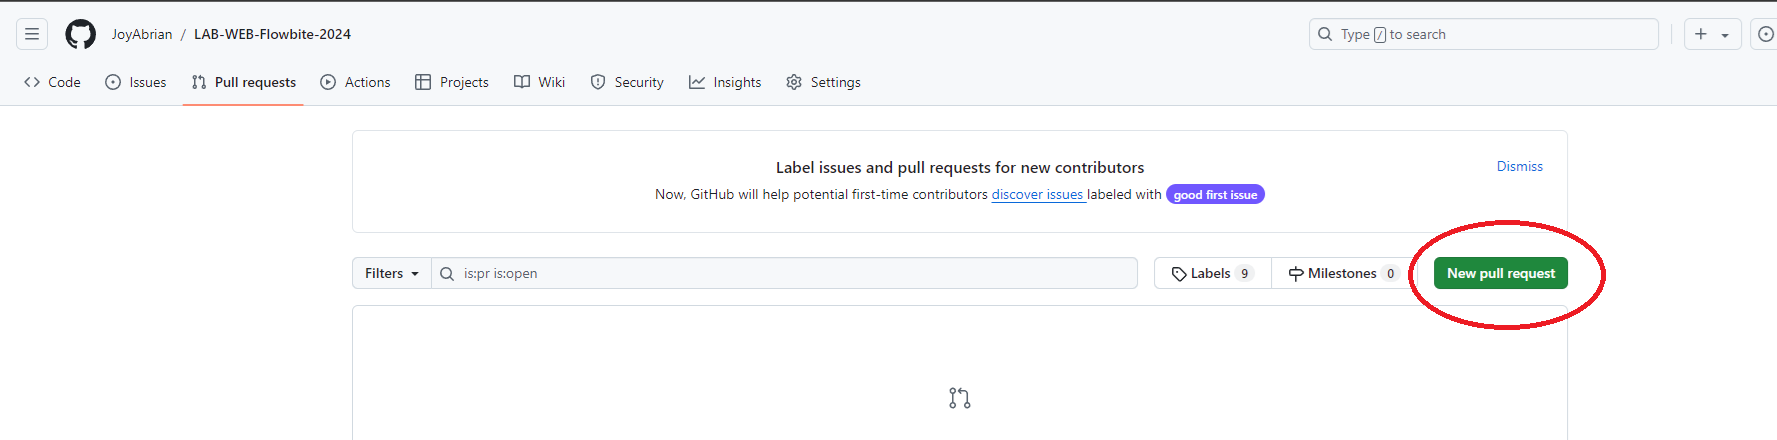 JoyAbrian / LAB-WEB-Flowbite-2024
Type / to search
Code Issues Pull requests Actions Projects Wiki Security Insights Settings
Label issues and pull requests for new contributors
Dismiss
Now, GitHub will help potential first-time contributors discover issues labeled with good first issue
Filters is:pr is:open Labels 9 Milestones 0 New pull request